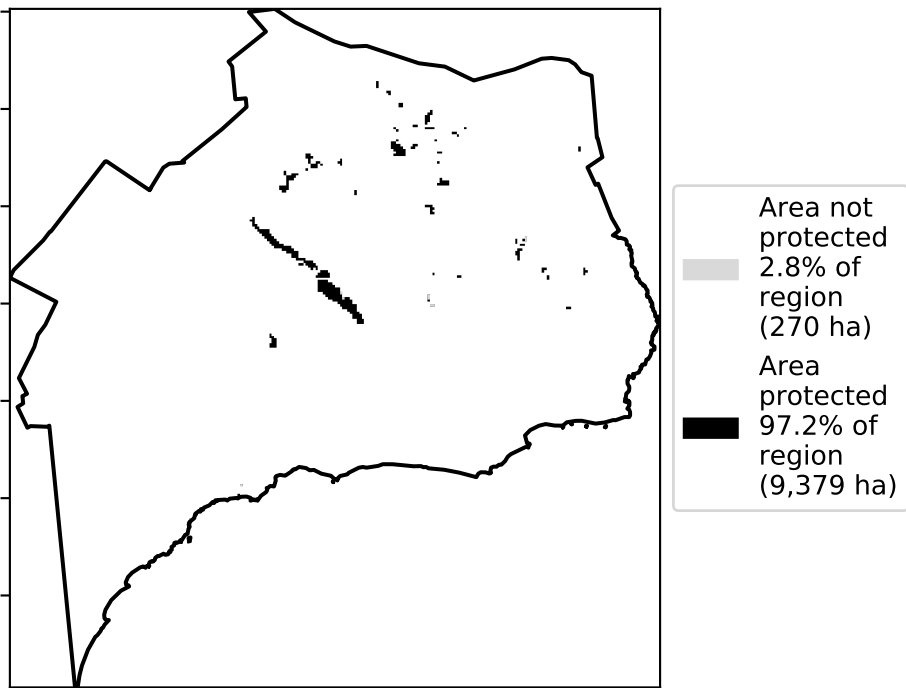 Area not
protected
2.8% of
region
(270 ha)
Area
protected
97.2% of
region
(9,379 ha)